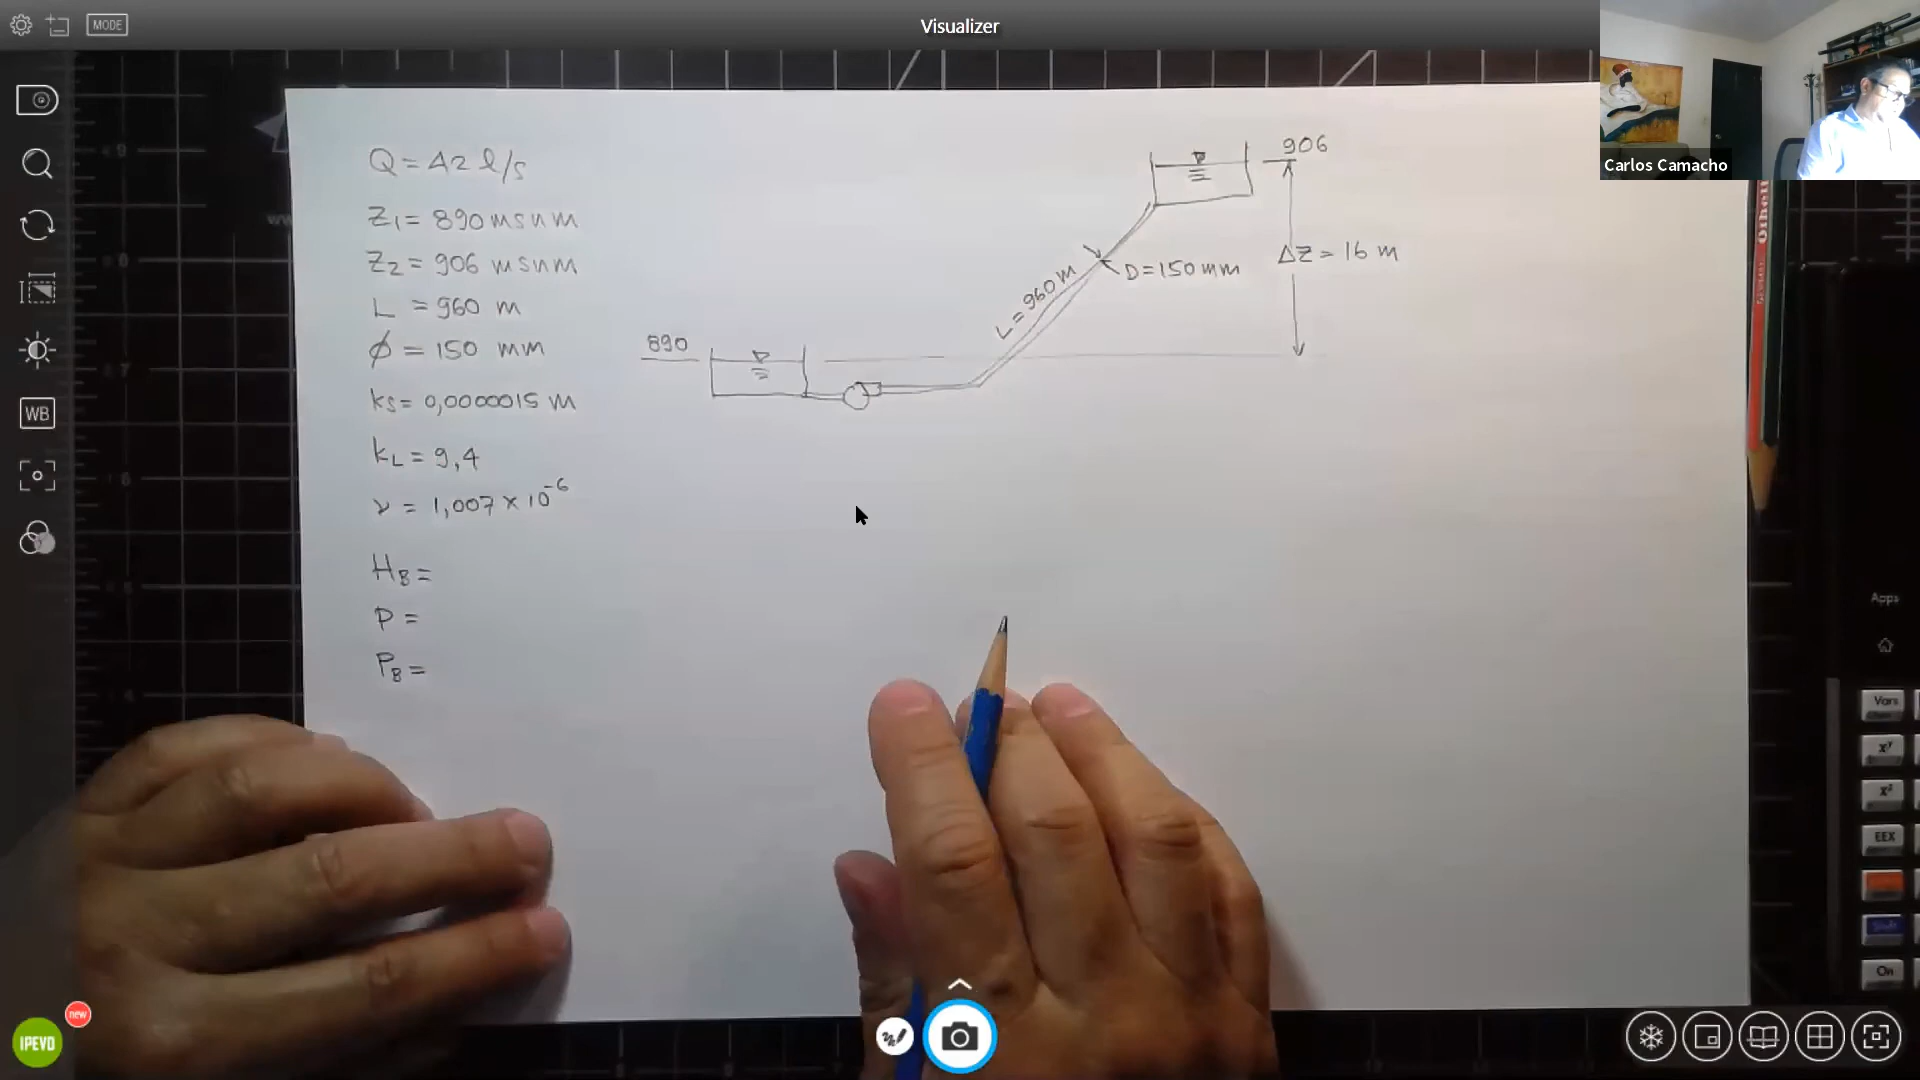 MODE
Visualizer
Carlos Camacho
WB
Q = 42 l/s
Z1 = 890 msnm
Z2 = 906 msnm
L = 960 m
ϕ = 150 mm
ks = 0,0000015 m
kL = 9,4
ν = 1,007 × 10^-6
HB =
P =
PB =
906
ΔZ = 16 m
D = 150 mm
L = 960 m
890
Apps
Vars
x^y
x²
EEX
Shift
On
new
IPEVO